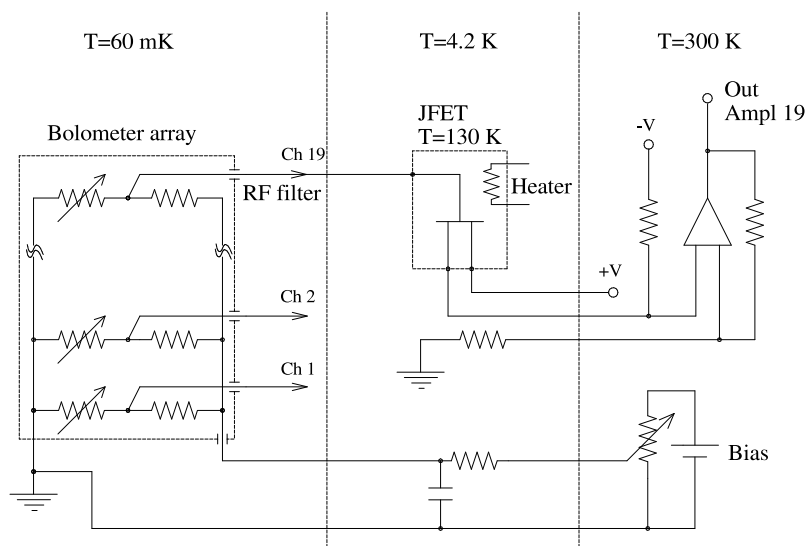 T=60 mK
T=4.2 K
T=300 K
Out
Ampl 19
JFET
T=130 K
-V
Bolometer array
Ch 19
RF filter
Heater
+V
Ch 2
Ch 1
Bias